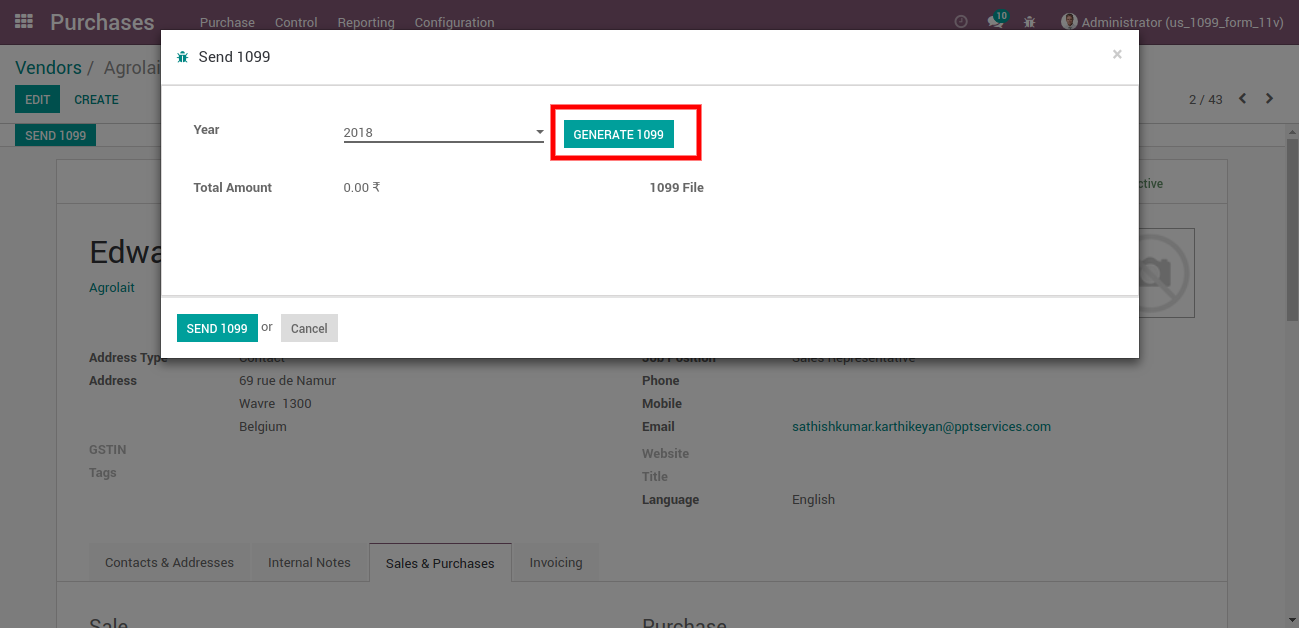 Purchases Purchase Control Reporting Configuration 10 Administrator (us_1099_form_11v)
Send 1099 ×
Vendors / Agrolai
EDIT CREATE 2 / 43
SEND 1099
Year 2018 GENERATE 1099
Total Amount 0.00 ₹ 1099 File
ctive
Edwa
Agrolait
SEND 1099 or Cancel
Address Type Contact Job Position Sales Representative
Address 69 rue de Namur Phone
Wavre 1300 Mobile
Belgium Email sathishkumar.karthikeyan@pptservices.com
GSTIN Website
Tags Title
Language English
Contacts & Addresses Internal Notes Sales & Purchases Invoicing
Sale Purchase